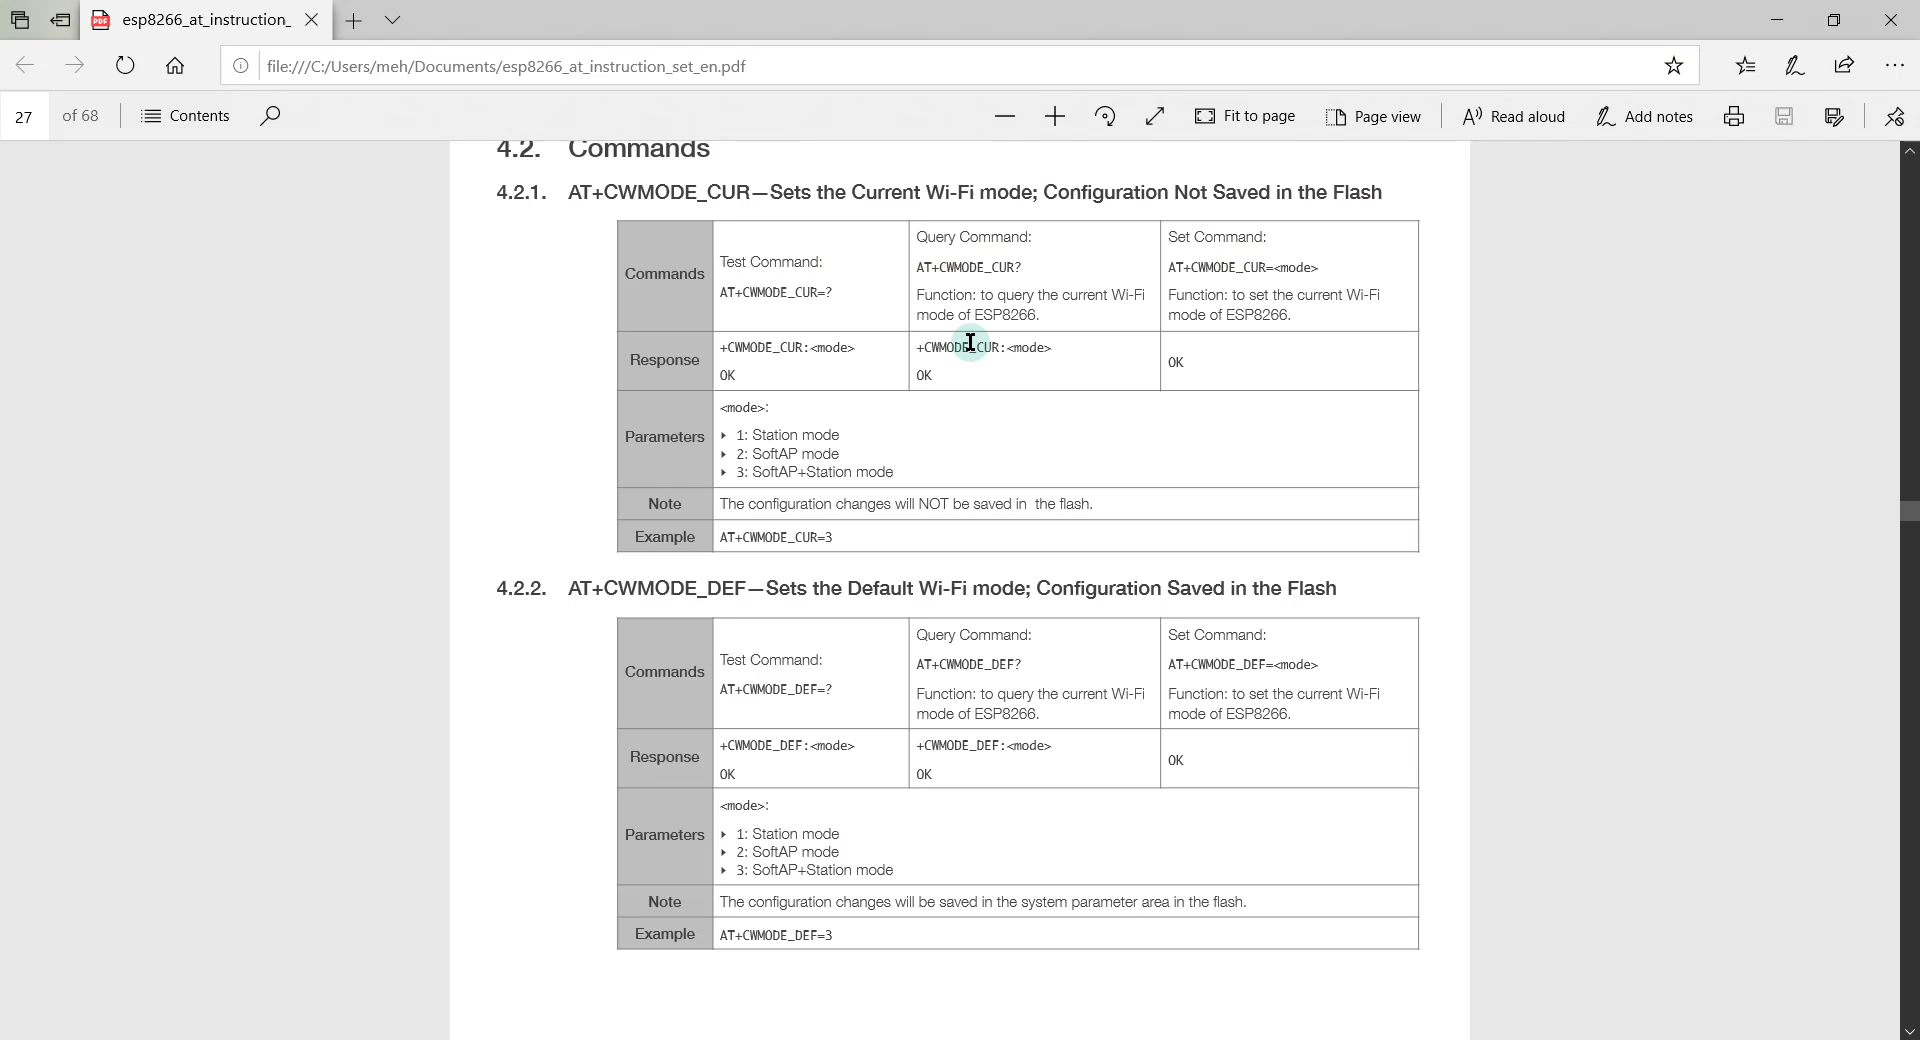 esp8266_at_instruction_
file:///C:/Users/meh/Documents/esp8266_at_instruction_set_en.pdf
27 of 68 Contents Fit to page Page view Read aloud Add notes
4.2. Commands
4.2.1. AT+CWMODE_CUR—Sets the Current Wi-Fi mode; Configuration Not Saved in the Flash
Commands
Test Command:
AT+CWMODE_CUR=?
Query Command:
AT+CWMODE_CUR?
Function: to query the current Wi-Fi
mode of ESP8266.
Set Command:
AT+CWMODE_CUR=<mode>
Function: to set the current Wi-Fi
mode of ESP8266.
Response
+CWMODE_CUR:<mode>
OK
+CWMODE_CUR:<mode>
OK
OK
Parameters
<mode>:
‣ 1: Station mode
‣ 2: SoftAP mode
‣ 3: SoftAP+Station mode
Note
The configuration changes will NOT be saved in the flash.
Example
AT+CWMODE_CUR=3
4.2.2. AT+CWMODE_DEF—Sets the Default Wi-Fi mode; Configuration Saved in the Flash
Commands
Test Command:
AT+CWMODE_DEF=?
Query Command:
AT+CWMODE_DEF?
Function: to query the current Wi-Fi
mode of ESP8266.
Set Command:
AT+CWMODE_DEF=<mode>
Function: to set the current Wi-Fi
mode of ESP8266.
Response
+CWMODE_DEF:<mode>
OK
+CWMODE_DEF:<mode>
OK
OK
Parameters
<mode>:
‣ 1: Station mode
‣ 2: SoftAP mode
‣ 3: SoftAP+Station mode
Note
The configuration changes will be saved in the system parameter area in the flash.
Example
AT+CWMODE_DEF=3